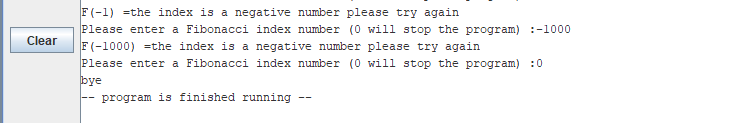 F(-1) =the index is a negative number please try again
Please enter a Fibonacci index number (0 will stop the program) :-1000
Clear
F(-1000) =the index is a negative number please try again
Please enter a Fibonacci index number (0 will stop the program) :0
bye
-- program is finished running --